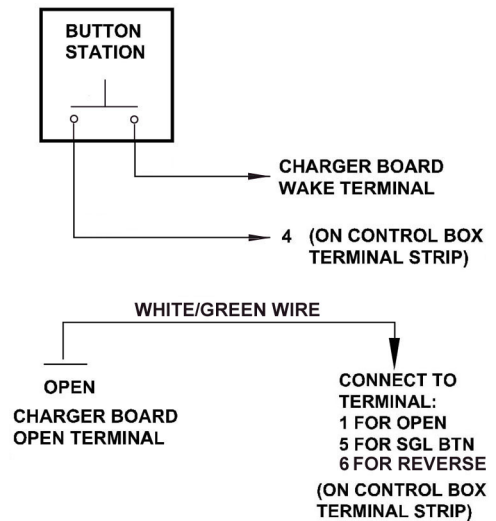 BUTTON
STATION
CHARGER BOARD
WAKE TERMINAL
4 (ON CONTROL BOX
TERMINAL STRIP)
WHITE/GREEN WIRE
OPEN
CHARGER BOARD
OPEN TERMINAL
CONNECT TO
TERMINAL:
1 FOR OPEN
5 FOR SGL BTN
6 FOR REVERSE
(ON CONTROL BOX
TERMINAL STRIP)